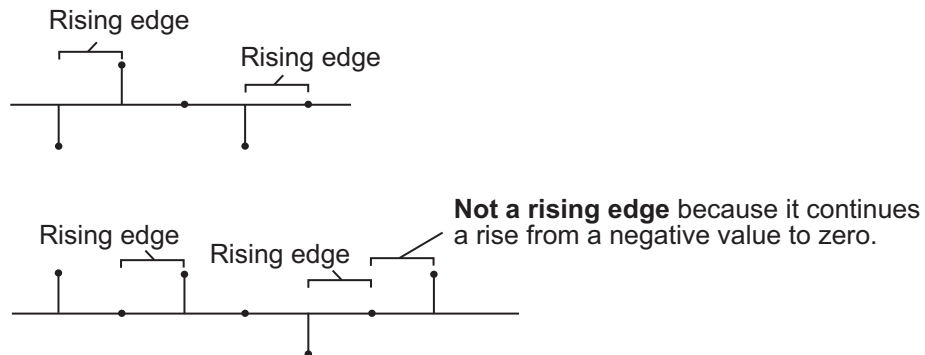 Rising edge
Rising edge
Not a rising edge because it continues
a rise from a negative value to zero.
Rising edge
Rising edge